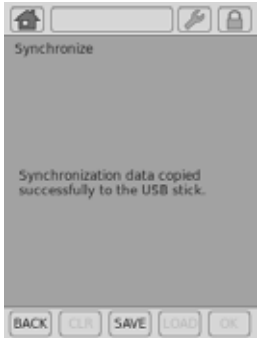 Synchronize
Synchronization data copied
successfully to the USB stick.
BACK CLR SAVE LOAD OK